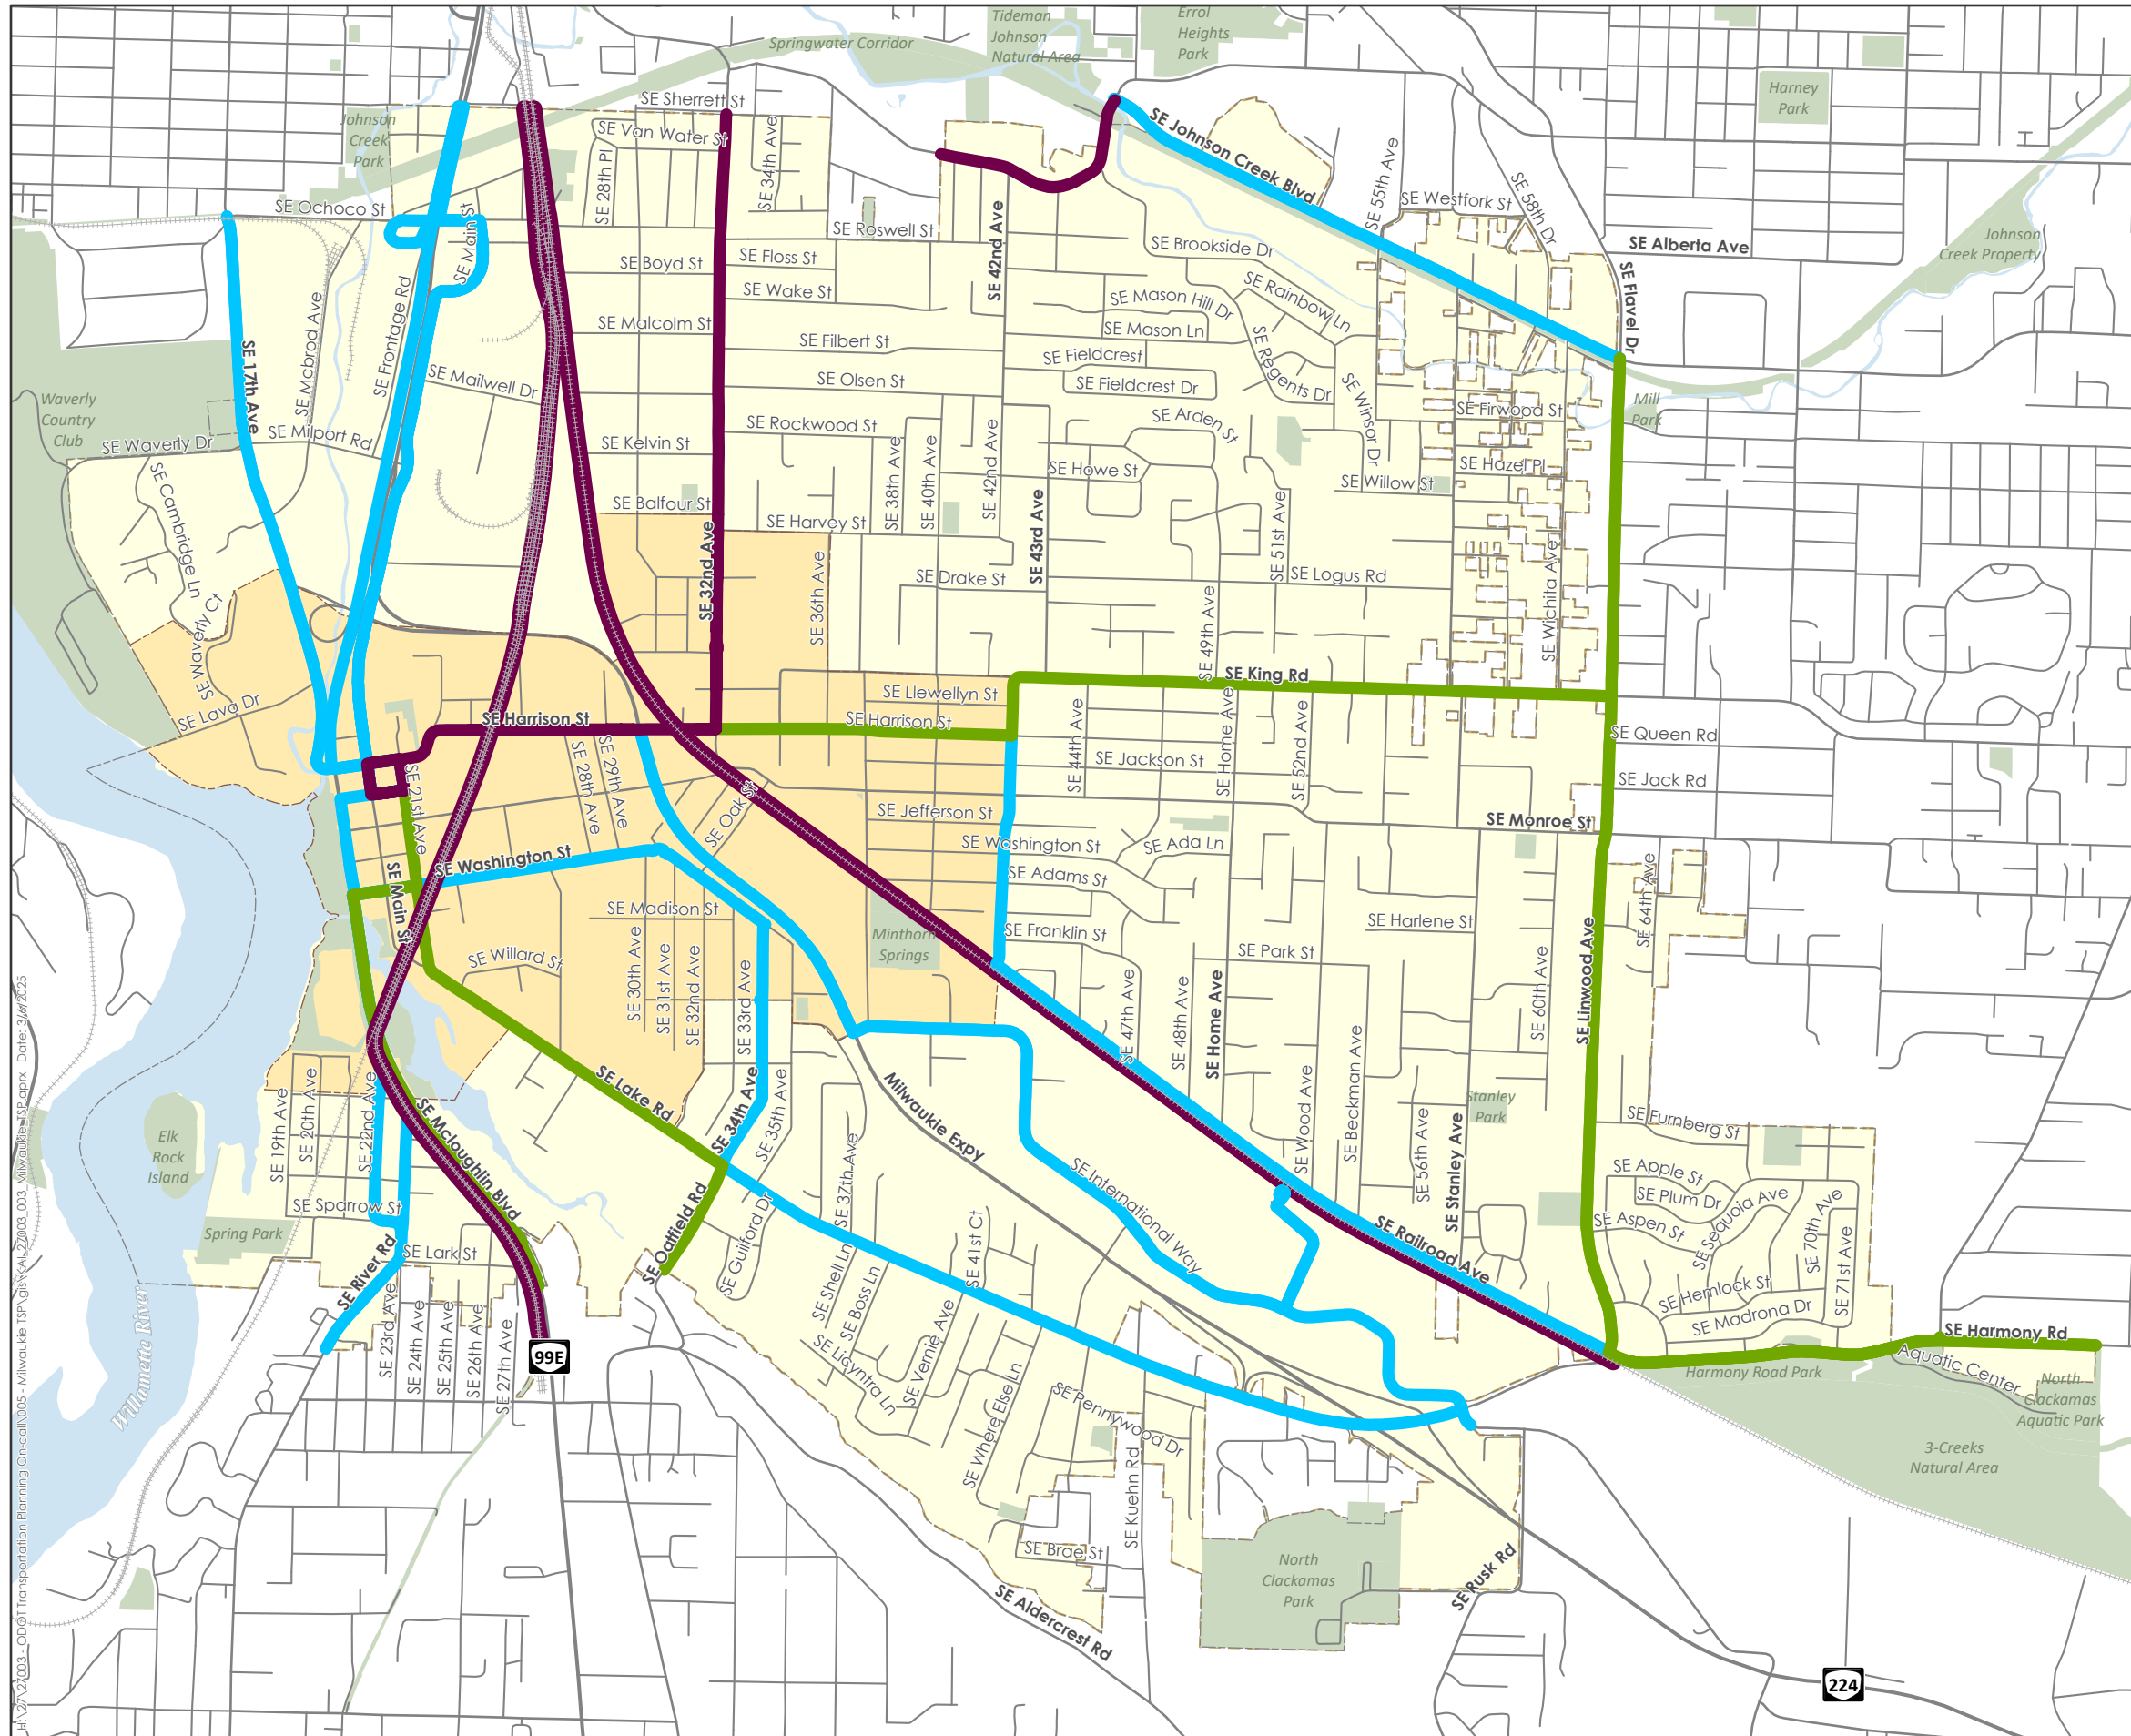 Springwater Corridor
Tideman
Johnson
Natural Area
Errol
Heights
Park
Harney
Park
Johnson
Creek
Park
SE Sherrett St
SE Van Water St
SE 28th Pl
SE 34th Ave
SE Johnson Creek Blvd
SE 55th Ave
SE Westfork St
SE 58th Dr
SE Alberta Ave
SE Flavel Dr
Johnson
Creek Property
SE Ochoco St
SE Main St
SE Roswell St
SE Boyd St
SE Floss St
SE Wake St
SE 42nd Ave
SE Brookside Dr
SE Rainbow Ln
SE Mason Hill Dr
SE Mason Ln
SE Malcolm St
SE Filbert St
SE Fieldcrest
SE Fieldcrest Dr
SE Regents Dr
SE Winsor Dr
SE Olsen St
SE 17th Ave
SE Mcbrod Ave
SE Frontage Rd
SE Mailwell Dr
Waverly
Country
Club
SE Waverly Dr
SE Milport Rd
SE Cambridge Ln
SE Kelvin St
SE Rockwood St
SE 38th Ave
SE 40th Ave
SE 42nd Ave
SE Arden St
SE Howe St
SE Firwood St
SE Hazel Pl
SE Willow St
Mill
Park
SE Balfour St
SE Harvey St
SE 32nd Ave
SE 36th Ave
SE Drake St
SE 43rd Ave
SE 51st Ave
SE Logus Rd
SE 49th Ave
SE Wichita Ave
SE Waverly Ct
SE Lava Dr
SE King Rd
SE Llewellyn St
SE Harrison St
SE Harrison St
SE 44th Ave
SE Home Ave
SE 52nd Ave
SE Queen Rd
SE Jack Rd
SE Jackson St
SE 28th Ave
SE 29th Ave
SE 21st Ave
SE Oak St
SE Jefferson St
SE Washington St
SE Ada Ln
SE Monroe St
SE Washington St
SE Main St
SE Adams St
SE Madison St
SE Franklin St
SE Park St
SE Harlene St
SE 64th Ave
SE Linwood Ave
SE 60th Ave
Minthorn
Springs
SE Willard St
SE 30th Ave
SE 31st Ave
SE 32nd Ave
SE 33rd Ave
SE 47th Ave
SE 48th Ave
SE Home Ave
SE Beckman Ave
SE Wood Ave
SE 56th Ave
SE Stanley Ave
Stanley
Park
SE Furnberg St
SE Apple St
SE Plum Dr
SE Sequoia Ave
SE Aspen St
SE 70th Ave
SE 71st Ave
SE Hemlock St
SE Madrona Dr
SE Lake Rd
SE 34th Ave
SE 35th Ave
SE 37th Ave
Milwaukie Expy
SE International Way
SE Railroad Ave
Elk
Rock
Island
SE 19th Ave
SE 20th Ave
SE 22nd Ave
SE Mcloughlin Blvd
SE Sparrow St
Spring Park
SE Lark St
SE River Rd
SE 23rd Ave
SE 24th Ave
SE 25th Ave
SE 26th Ave
SE 27th Ave
99E
SE Oatfield Rd
SE Guilford Dr
SE Shell Ln
SE Boss Ln
SE 41st Ct
SE Vernie Ave
SE Licyntra Ln
SE Where Else Ln
SE Pennywood Dr
SE Kuehn Rd
SE Brae St
SE Aldercrest Rd
SE Rusk Rd
North
Clackamas
Park
SE Harmony Rd
Harmony Road Park
Aquatic Center
North
Clackamas
Aquatic Park
3-Creeks
Natural Area
224
Willamette River
H:\27\27003 - ODOT Transportation Planning On-call\005 - Milwaukie TSP\gis\KAI_27003_003_Milwaukie_TSP.aprx Date: 3/6/2025